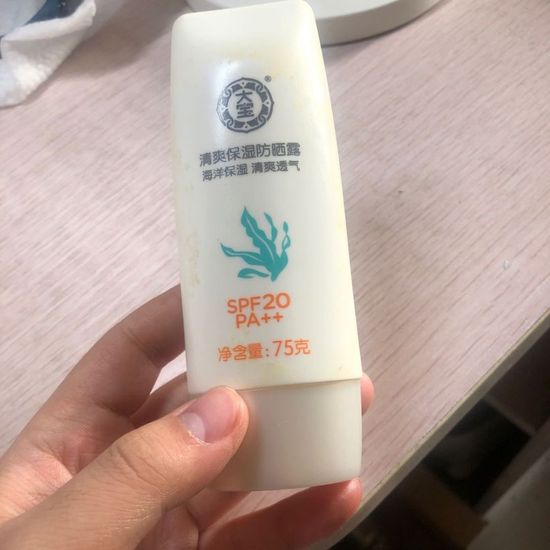 大宝
®
清爽保湿防晒露
海洋保湿 清爽透气
SPF20
PA++
净含量:75克